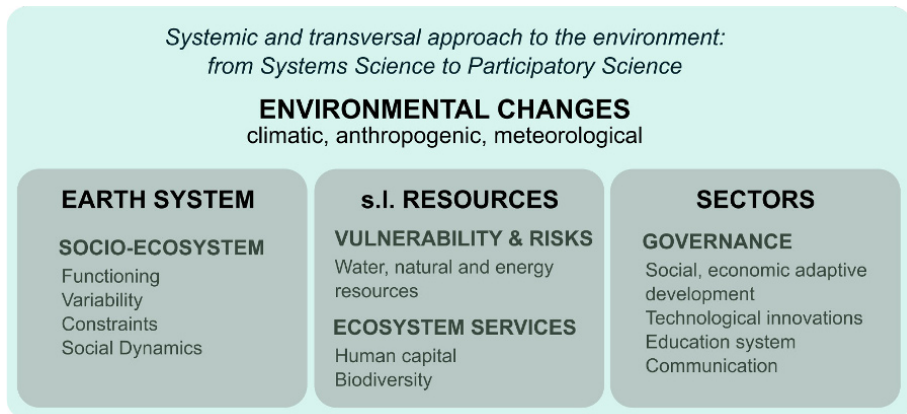 Systemic and transversal approach to the environment:
from Systems Science to Participatory Science
ENVIRONMENTAL CHANGES
climatic, anthropogenic, meteorological
EARTH SYSTEM
SOCIO-ECOSYSTEM
Functioning
Variability
Constraints
Social Dynamics
s.l. RESOURCES
VULNERABILITY & RISKS
Water, natural and energy
resources
ECOSYSTEM SERVICES
Human capital
Biodiversity
SECTORS
GOVERNANCE
Social, economic adaptive
development
Technological innovations
Education system
Communication